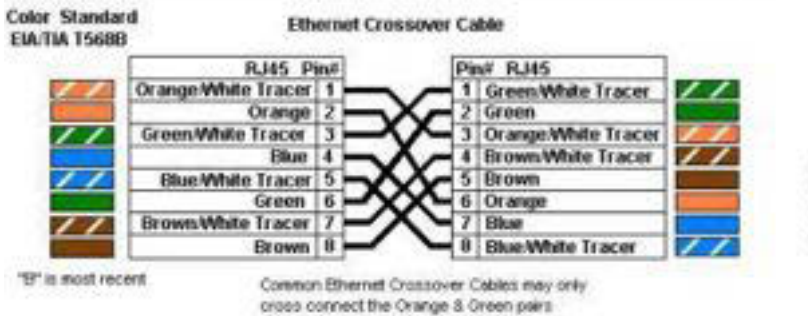 Color Standard
EIA/TIA T568B
Ethernet Crossover Cable
RJ45 Pin#
Orange/White Tracer 1
Orange 2
Green/White Tracer 3
Blue 4
Blue/White Tracer 5
Green 6
Brown/White Tracer 7
Brown 8
Pin# RJ45
1 Green/White Tracer
2 Green
3 Orange/White Tracer
4 Brown/White Tracer
5 Brown
6 Orange
7 Blue
8 Blue/White Tracer
"B" is most recent
Common Ethernet Crossover Cables may only
cross connect the Orange & Green pairs